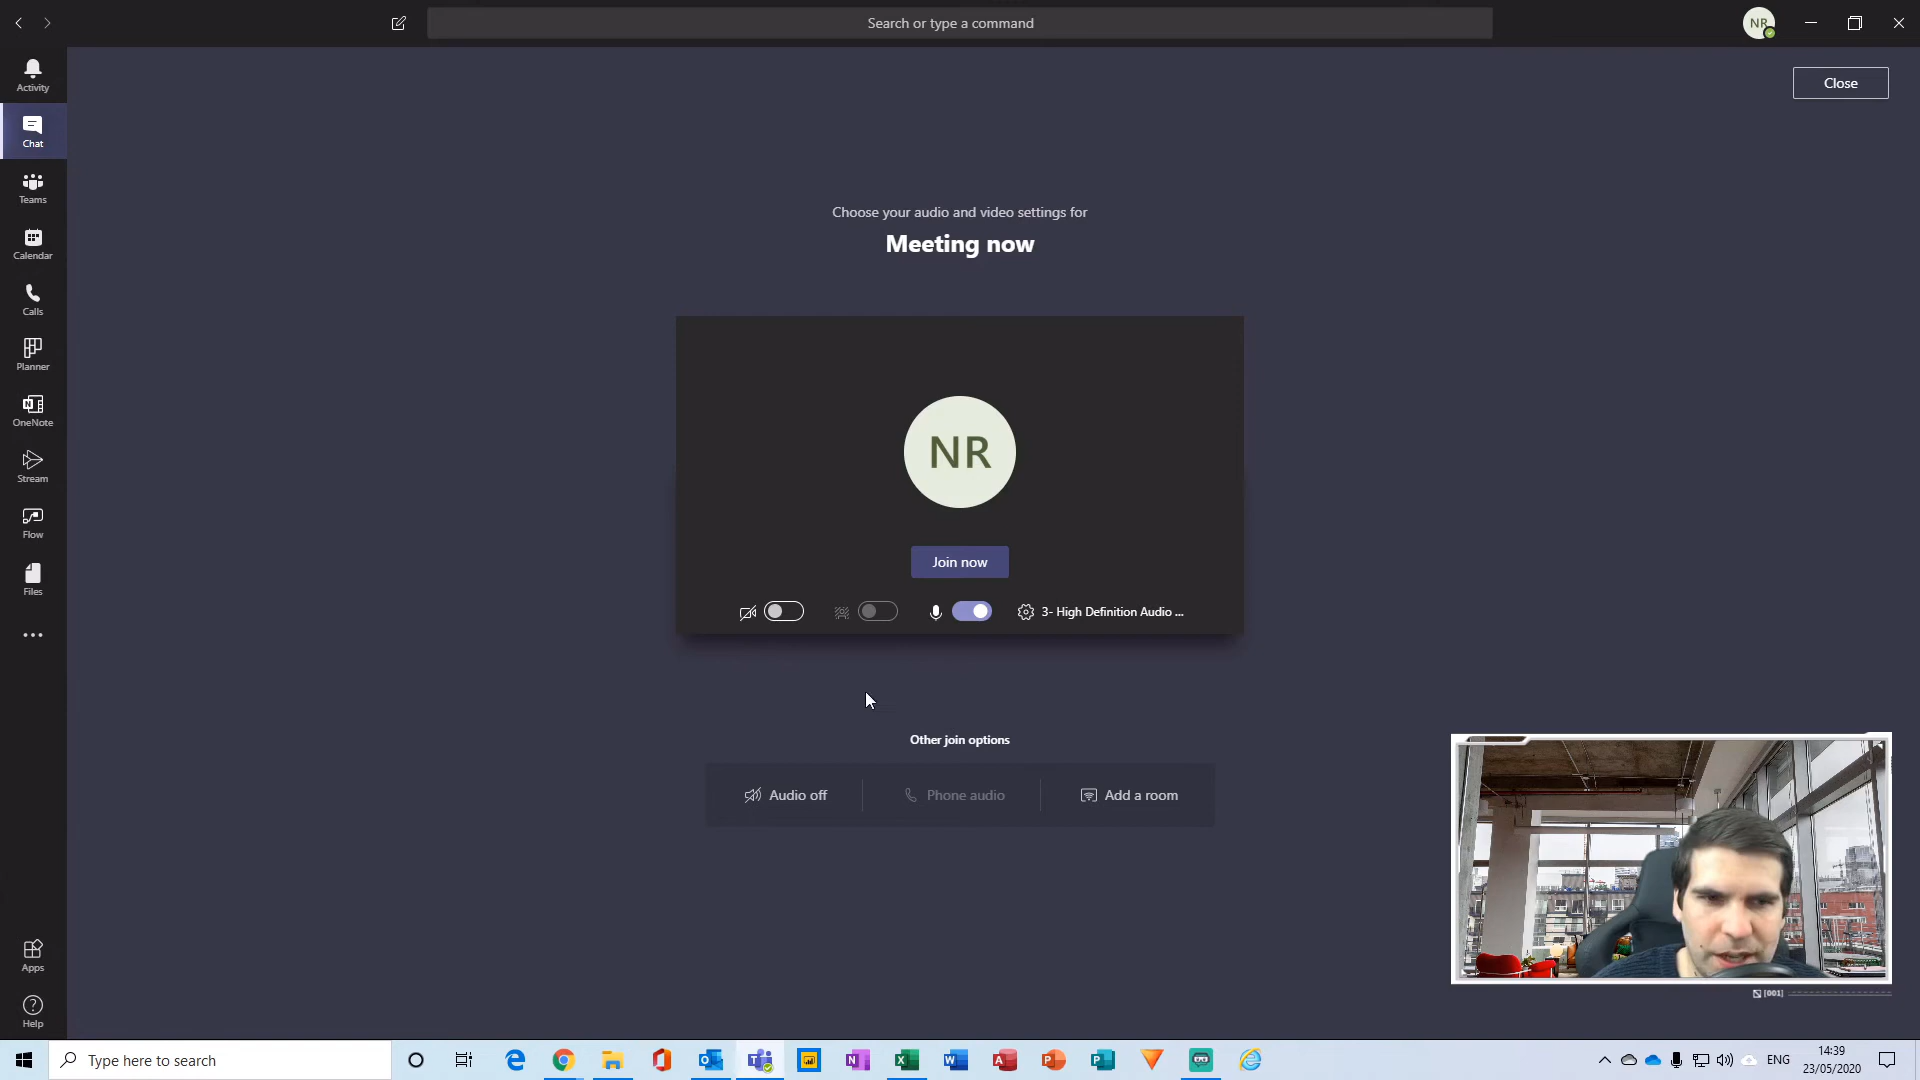 Search or type a command
NR
Activity
Close
Chat
Teams
Choose your audio and video settings for
Meeting now
Calendar
Calls
Planner
OneNote
NR
Stream
Flow
Join now
Files
3- High Definition Audio ...
Other join options
Audio off
Phone audio
Add a room
Apps
[001]
Help
Type here to search
ENG
14:39
23/05/2020